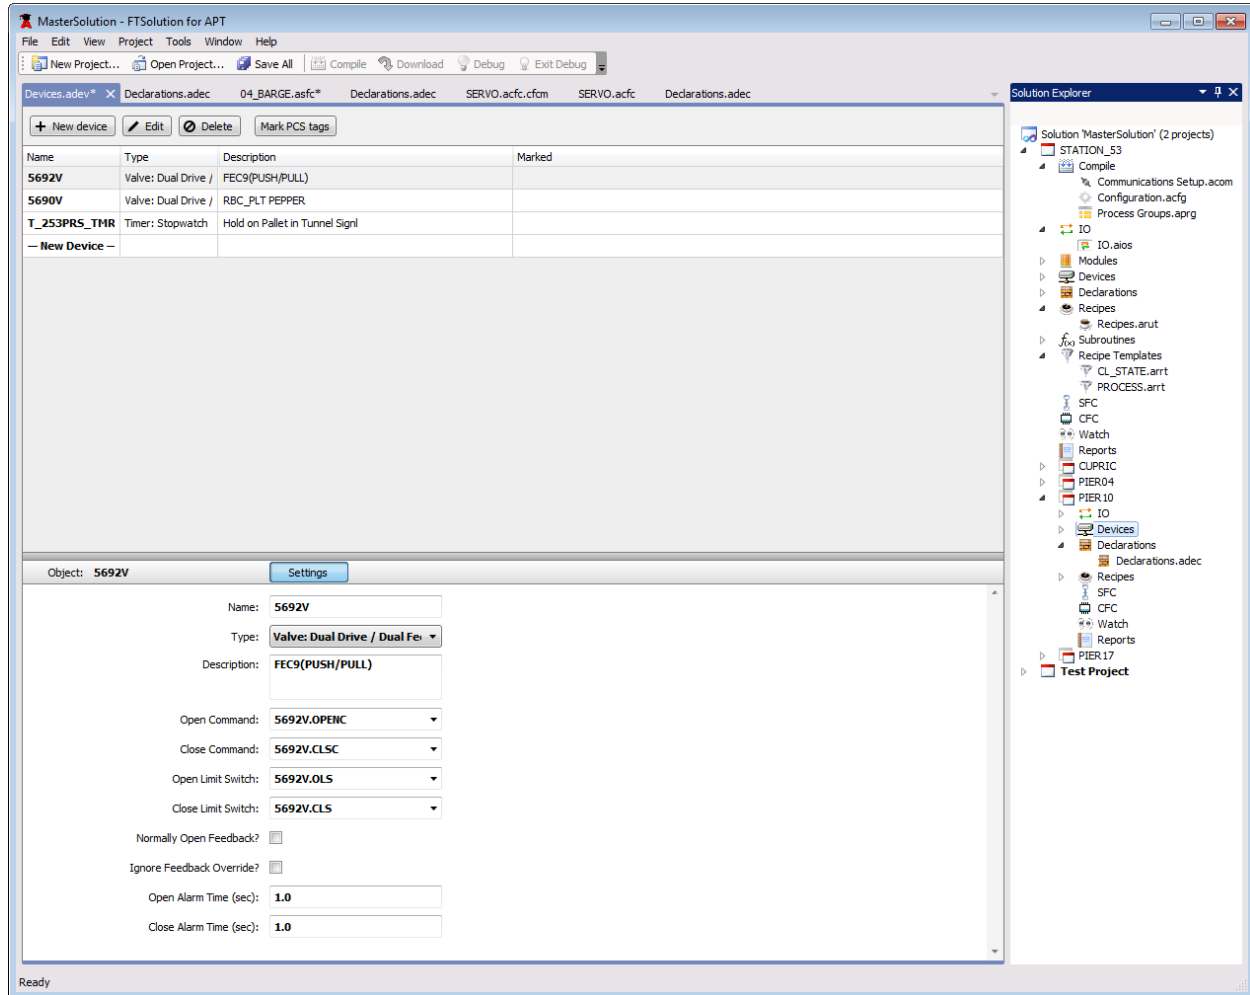 MasterSolution - FTSolution for APT
File Edit View Project Tools Window Help
New Project... Open Project... Save All Compile Download Debug Exit Debug
Devices.adev* Declarations.adec 04_BARGE.asfc* Declarations.adec SERVO.acfc.cfcm SERVO.acfc Declarations.adec
New device Edit Delete Mark PCS tags
Name Type Description Marked
5692V Valve: Dual Drive / FEC9(PUSH/PULL)
5690V Valve: Dual Drive / RBC_PLT PEPPER
T_253PRS_TMR Timer: Stopwatch Hold on Pallet in Tunnel Signl
-- New Device --
Object: 5692V Settings
Name: 5692V
Type: Valve: Dual Drive / Dual Fe
Description: FEC9(PUSH/PULL)
Open Command: 5692V.OPENC
Close Command: 5692V.CLSC
Open Limit Switch: 5692V.OLS
Close Limit Switch: 5692V.CLS
Normally Open Feedback?
Ignore Feedback Override?
Open Alarm Time (sec): 1.0
Close Alarm Time (sec): 1.0
Solution Explorer
Solution 'MasterSolution' (2 projects)
STATION_53
Compile
Communications Setup.acom
Configuration.acfg
Process Groups.aprg
IO
IO.aios
Modules
Devices
Declarations
Recipes
Recipes.arut
f(x) Subroutines
Recipe Templates
CL_STATE.arrt
PROCESS.arrt
SFC
CFC
Watch
Reports
CUPRIC
PIER04
PIER10
IO
Devices
Declarations
Declarations.adec
Recipes
SFC
CFC
Watch
Reports
PIER17
Test Project
Ready